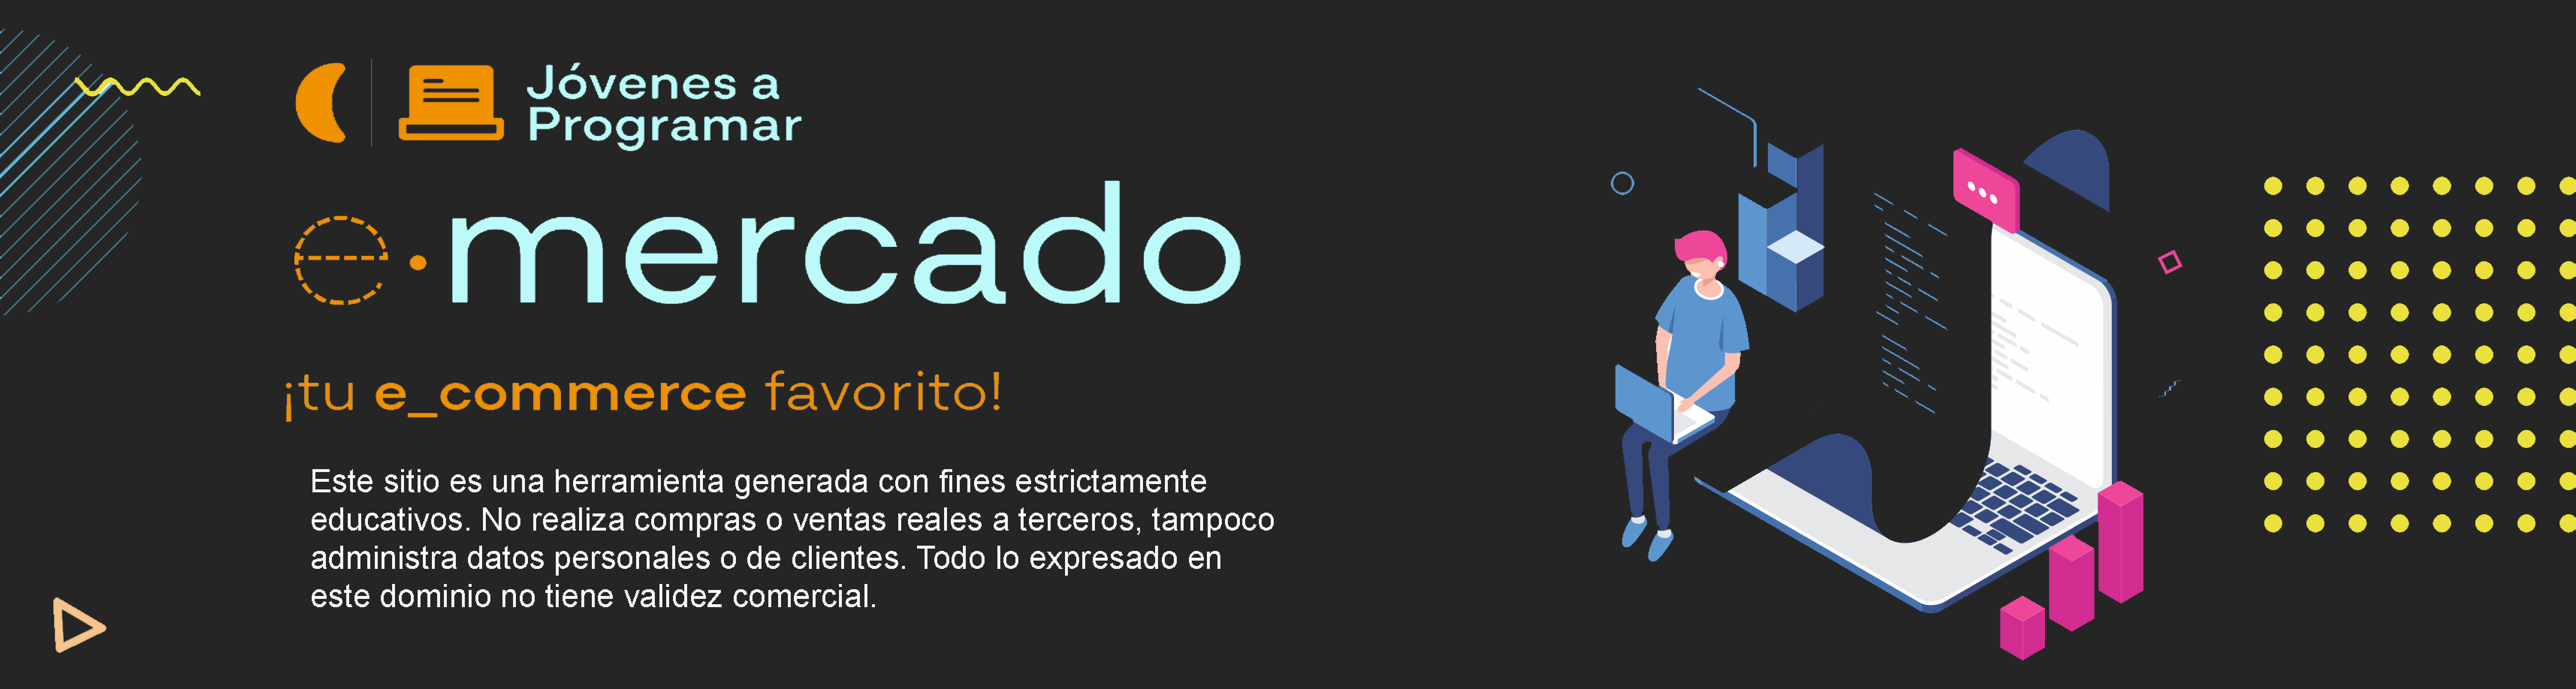 Jóvenes a
Programar
e.mercado
¡tu e_commerce favorito!
Este sitio es una herramienta generada con fines estrictamente
educativos. No realiza compras o ventas reales a terceros, tampoco
administra datos personales o de clientes. Todo lo expresado en
este dominio no tiene validez comercial.